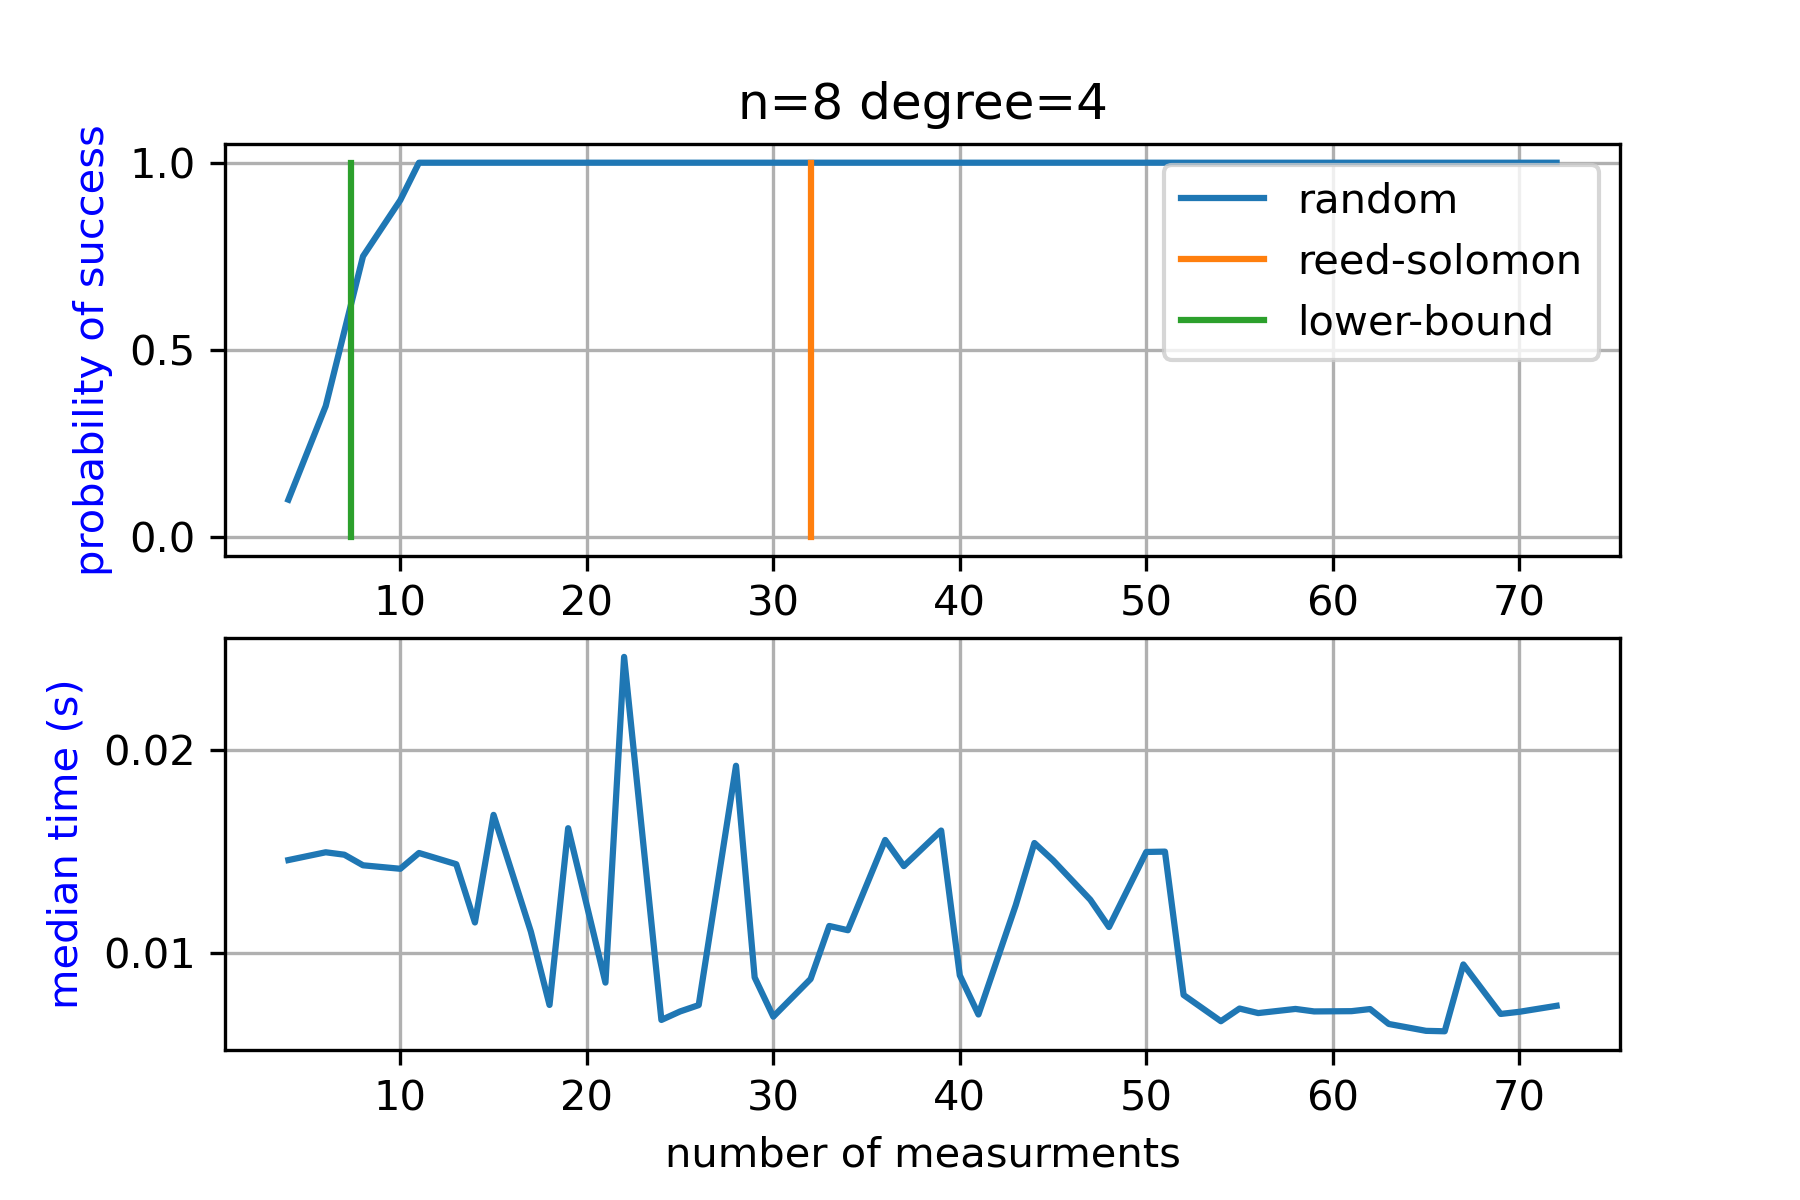 n=8 degree=4
probability of success
1.0
0.5
0.0
random
reed-solomon
lower-bound
10 20 30 40 50 60 70
median time (s)
0.02
0.01
10 20 30 40 50 60 70
number of measurments